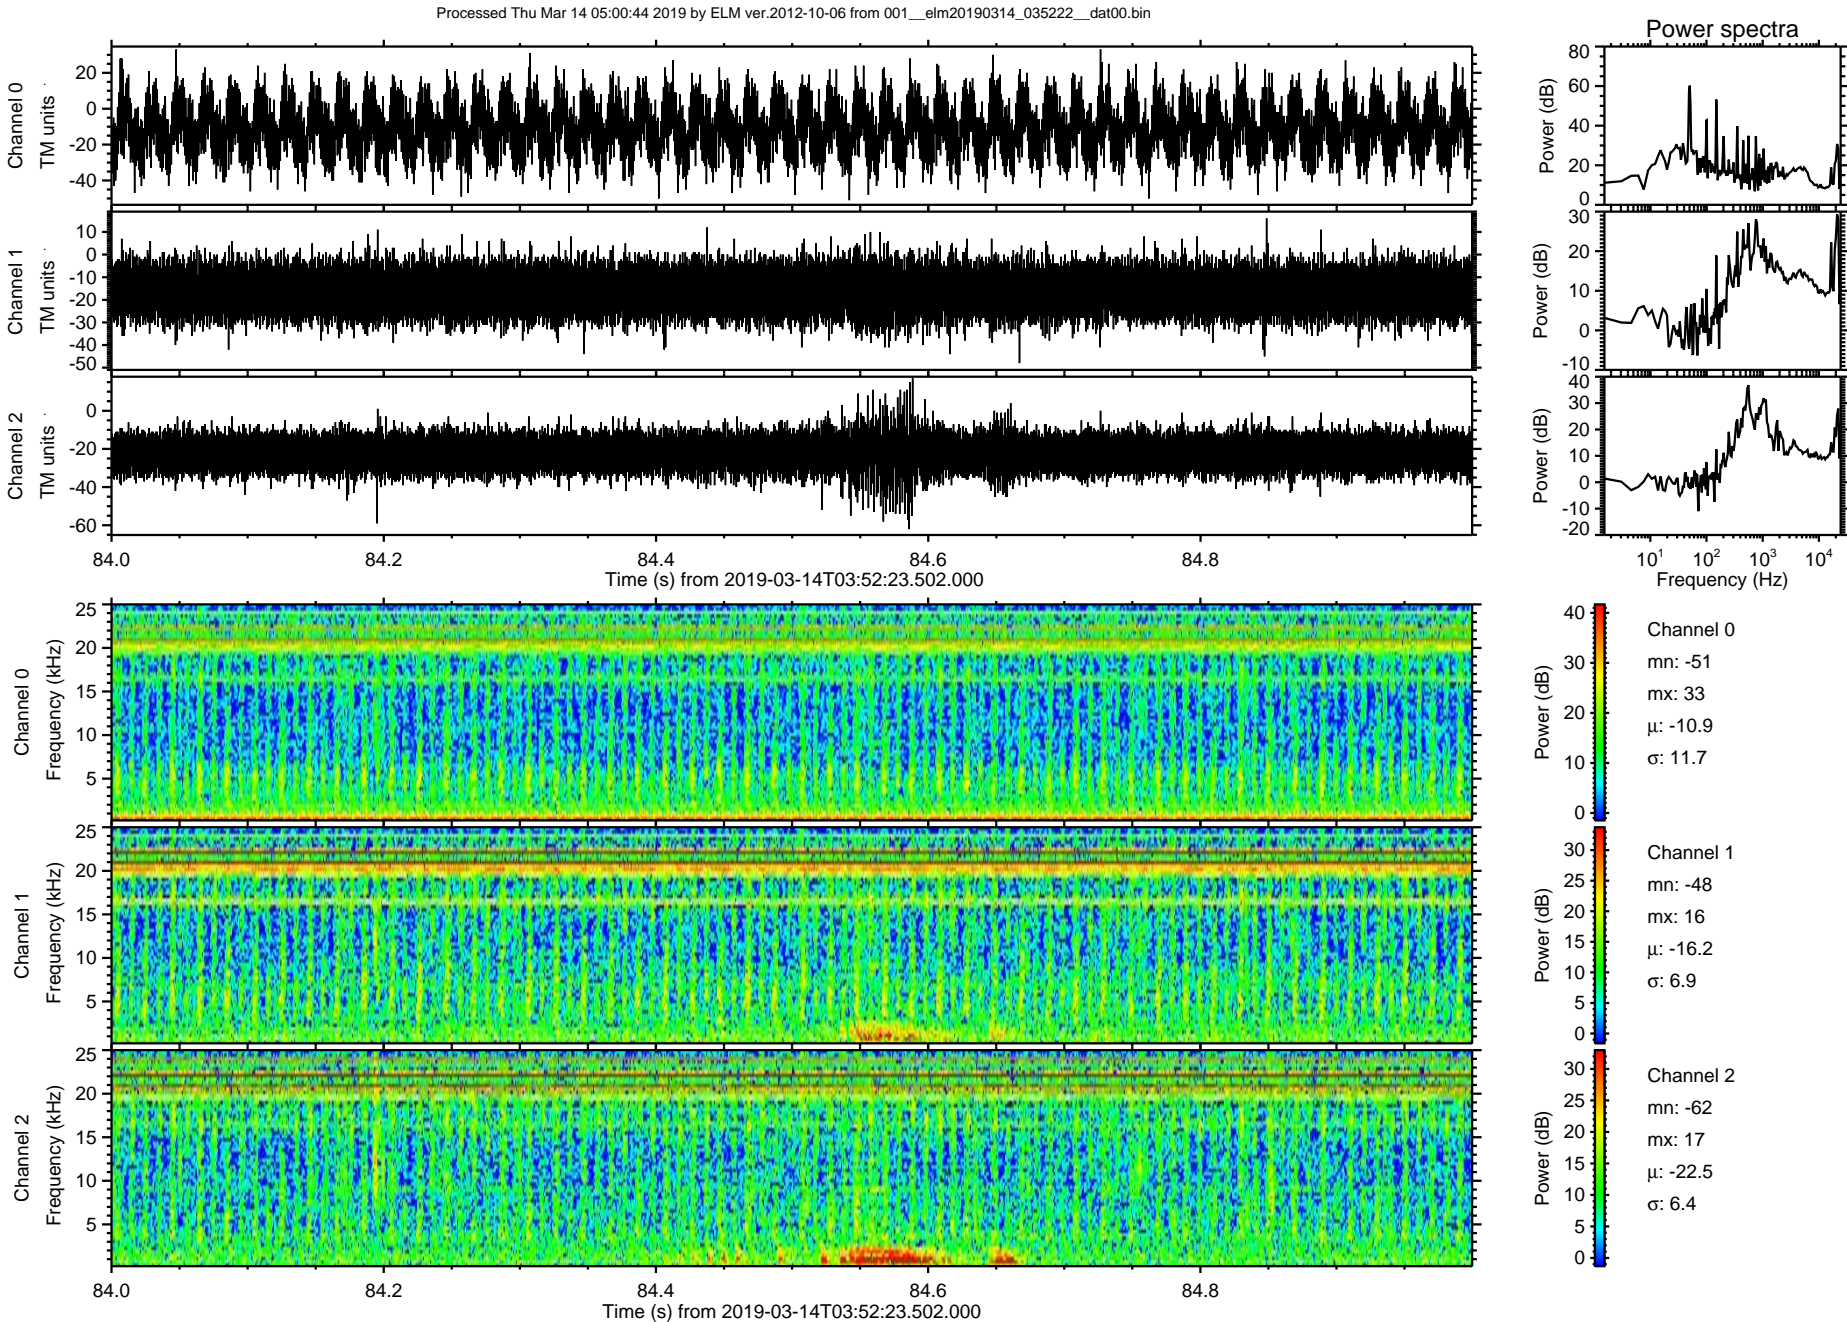 Processed Thu Mar 14 05:00:44 2019 by ELM ver.2012-10-06 from 001__elm20190314_035222__dat00.bin
Power spectra
Channel 0
TM units
20
0
-20
-40
Power (dB)
80
60
40
20
0
Channel 1
TM units
10
0
-10
-20
-30
-40
-50
Power (dB)
30
20
10
0
-10
Channel 2
TM units
0
-20
-40
-60
Power (dB)
40
30
20
10
0
-10
-20
84.0 84.2 84.4 84.6 84.8
Time (s) from 2019-03-14T03:52:23.502.000
10¹ 10² 10³ 10⁴
Frequency (Hz)
Channel 0
Frequency (kHz)
25
20
15
10
5
Power (dB)
40
30
20
10
0
Channel 0
mn: -51
mx: 33
μ: -10.9
σ: 11.7
Channel 1
Frequency (kHz)
25
20
15
10
5
Power (dB)
30
25
20
15
10
5
0
Channel 1
mn: -48
mx: 16
μ: -16.2
σ: 6.9
Channel 2
Frequency (kHz)
25
20
15
10
5
Power (dB)
30
25
20
15
10
5
0
Channel 2
mn: -62
mx: 17
μ: -22.5
σ: 6.4
84.0 84.2 84.4 84.6 84.8
Time (s) from 2019-03-14T03:52:23.502.000